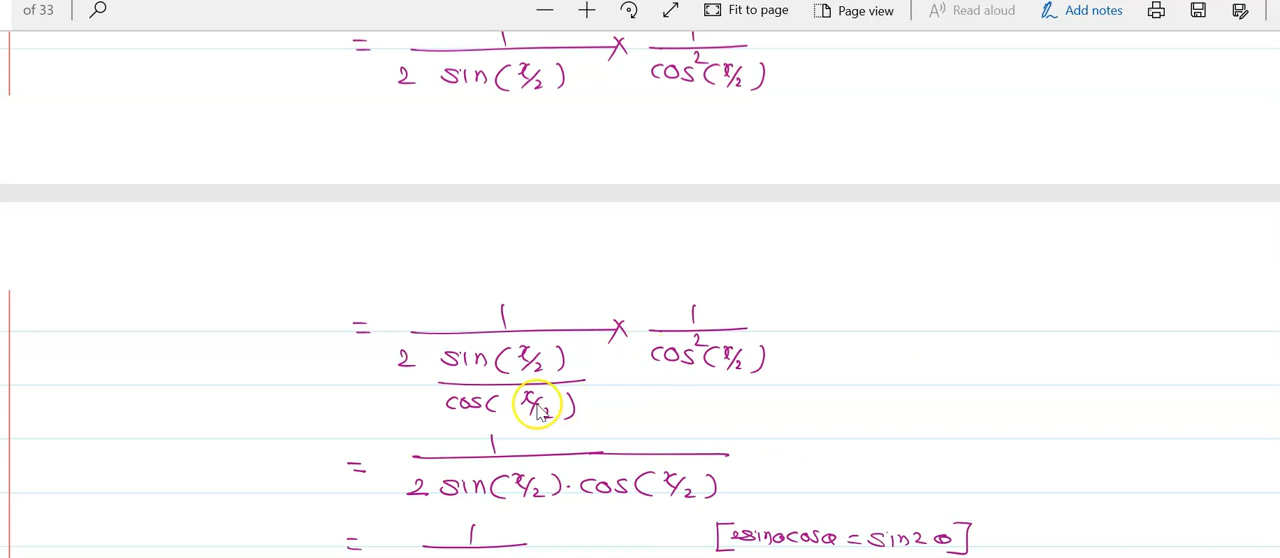 of 33 Fit to page Page view Read aloud Add notes
= 1 / 2 sin(x/2) × 1 / cos²(x/2)
= 1 / 2 sin(x/2) / cos(x/2) × 1 / cos²(x/2)
= 1 / 2 sin(x/2) · cos(x/2)
= 1 [2sinθcosθ = sin2θ]